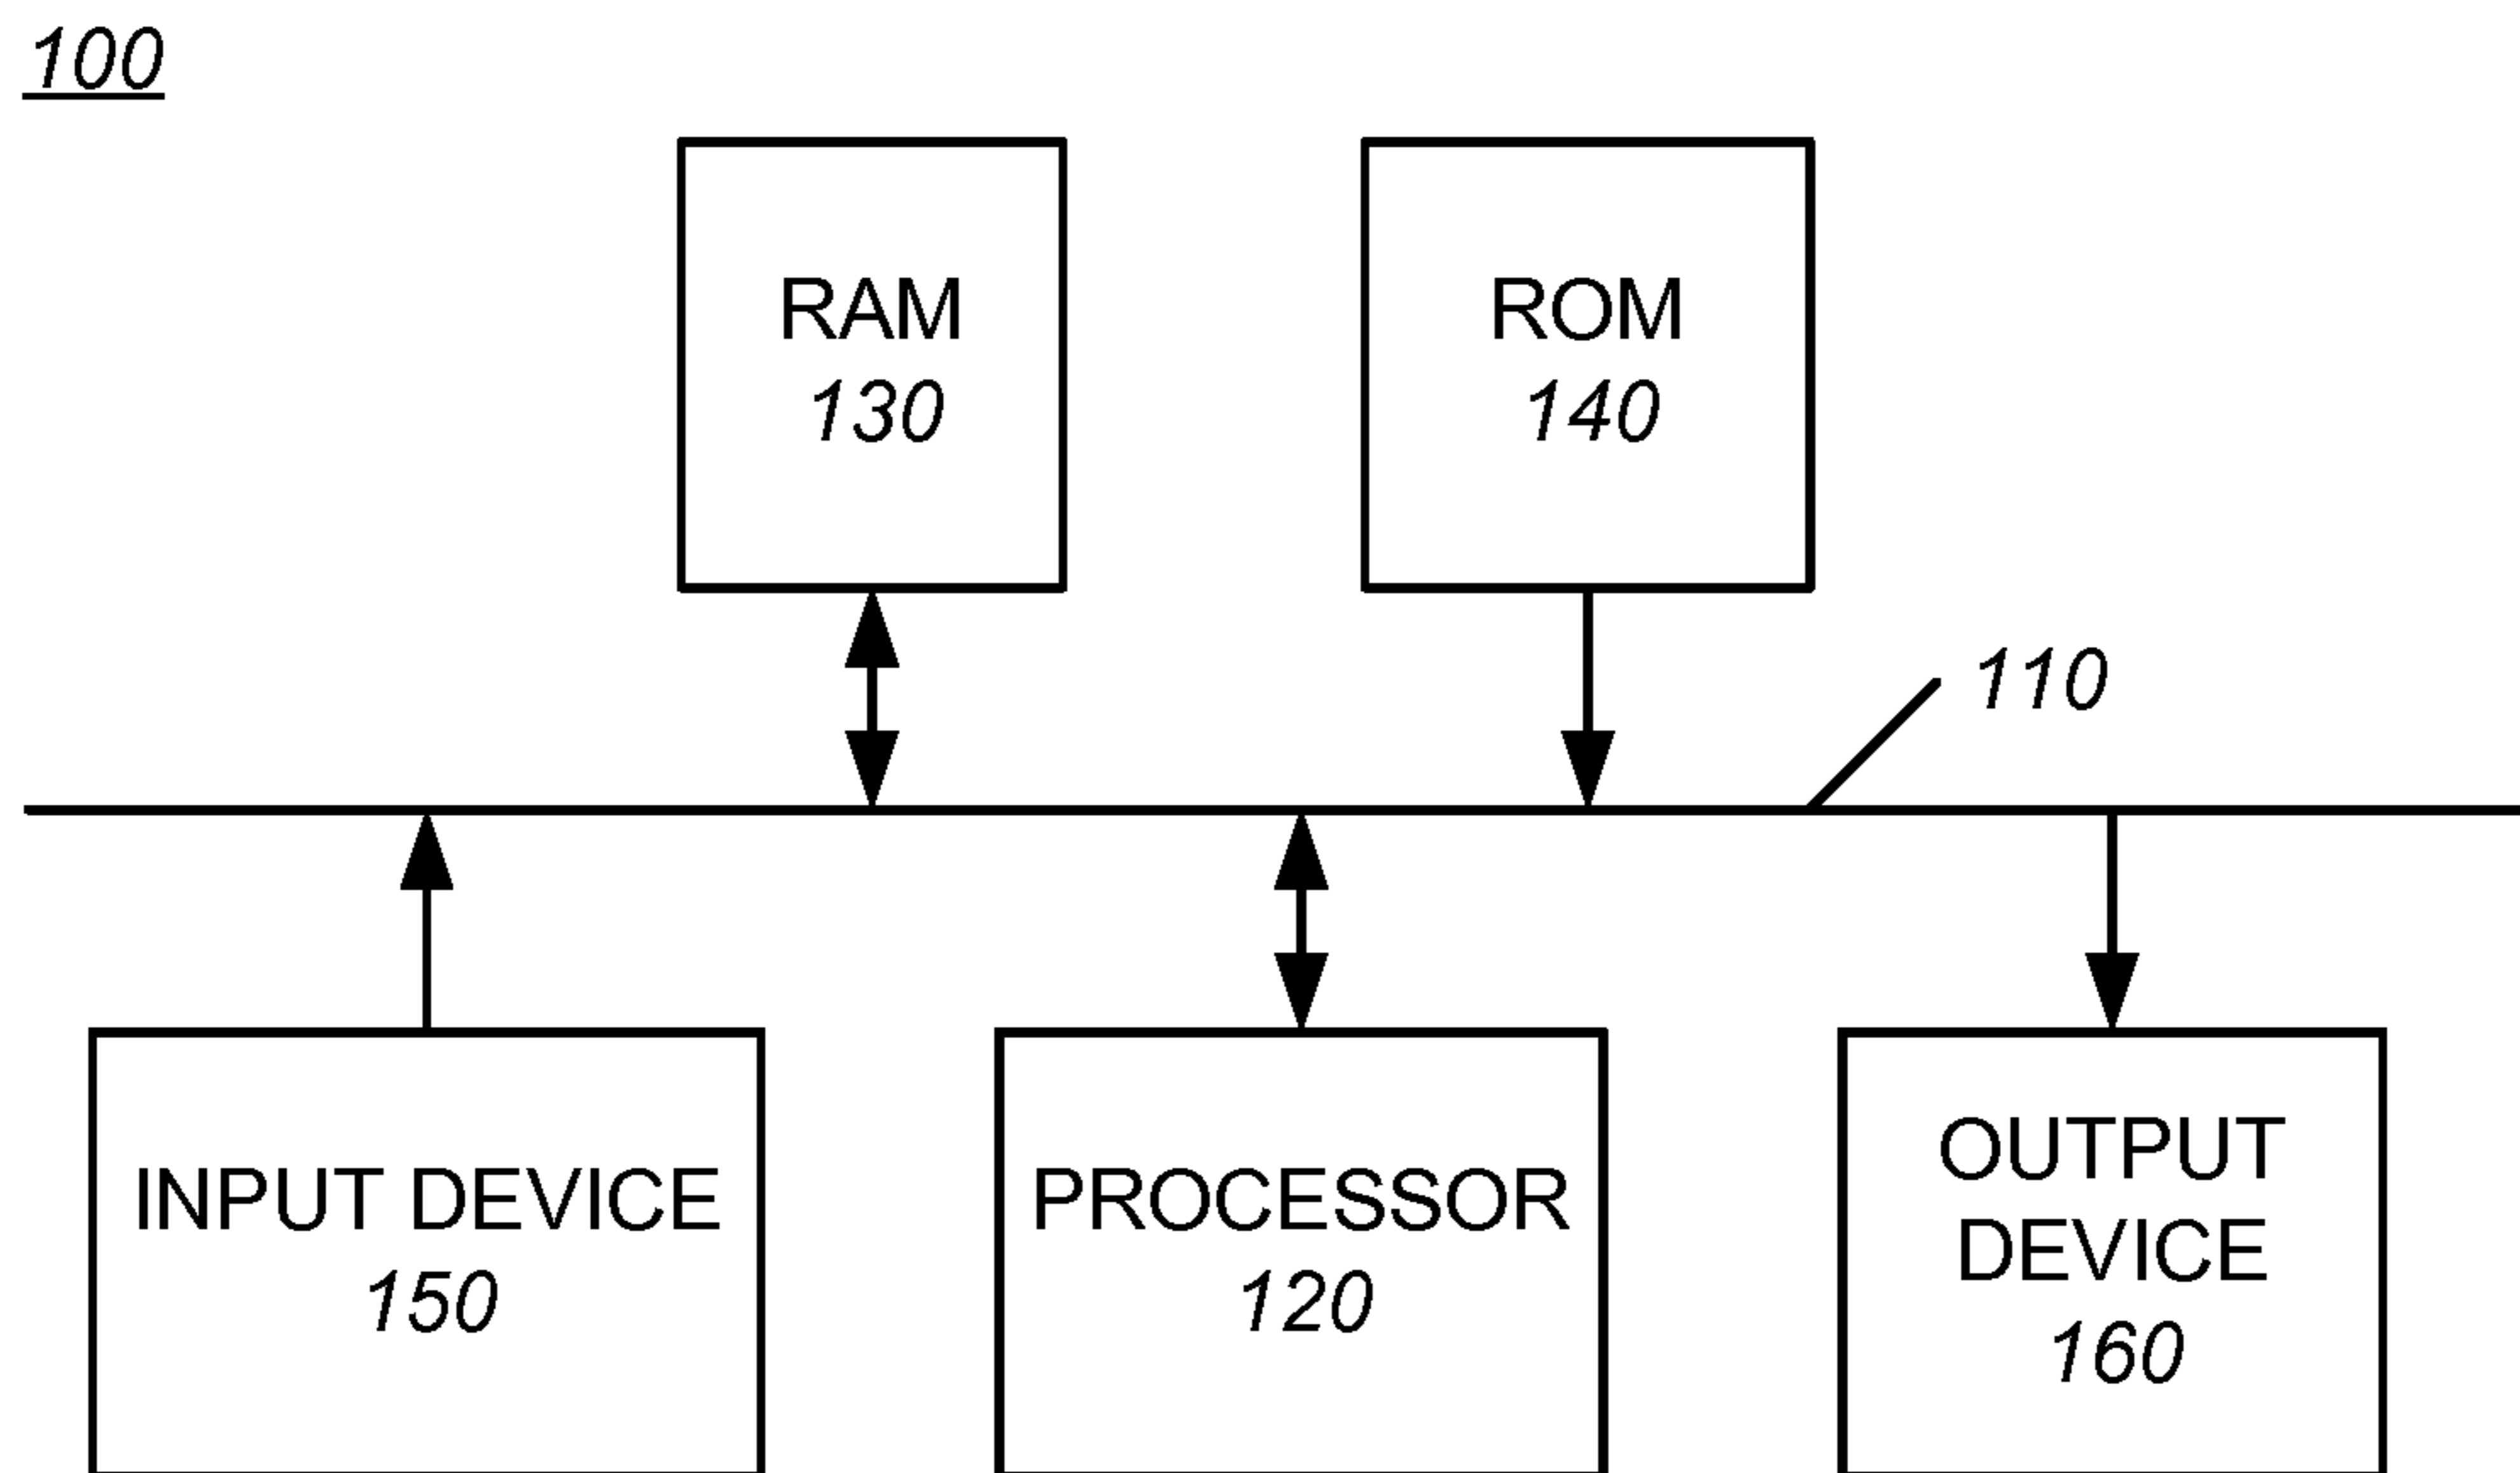 100
RAM
130
ROM
140
110
INPUT DEVICE
150
PROCESSOR
120
OUTPUT
DEVICE
160